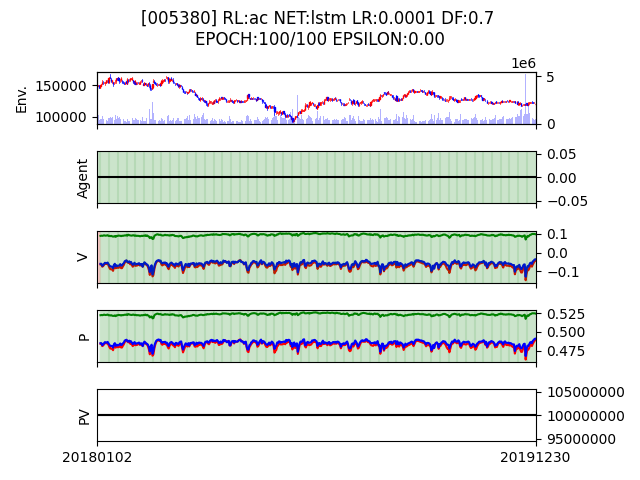 [005380] RL:ac NET:lstm LR:0.0001 DF:0.7
EPOCH:100/100 EPSILON:0.00
1e6
Env.
150000
100000
5
0
Agent
0.05
0.00
−0.05
V
0.1
0.0
−0.1
P
0.525
0.500
0.475
PV
105000000
100000000
95000000
20180102
20191230